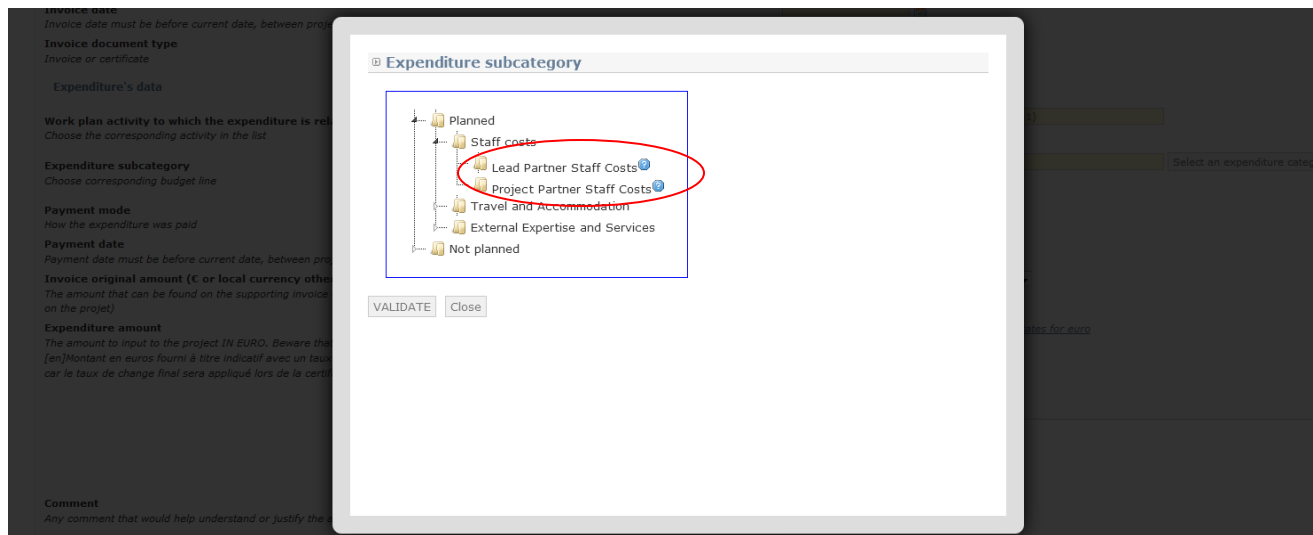 Invoice date
Invoice date must be before current date, between proje
Invoice document type
Invoice or certificate
Expenditure's data
Work plan activity to which the expenditure is rel
Choose the corresponding activity in the list
Expenditure subcategory
Choose corresponding budget line
Select an expenditure categ
Payment mode
How the expenditure was paid
Payment date
Payment date must be before current date, between pro
Invoice original amount (€ or local currency othe
The amount that can be found on the supporting invoice
on the projet)
Expenditure amount
The amount to input to the project IN EURO. Beware tha
[en]Montant en euros fourni à titre indicatif avec un taux
car le taux de change final sera appliqué lors de la certif
ates for euro
Comment
Any comment that would help understand or justify the
Expenditure subcategory
Planned
Staff costs
Lead Partner Staff Costs
Project Partner Staff Costs
Travel and Accommodation
External Expertise and Services
Not planned
VALIDATE Close